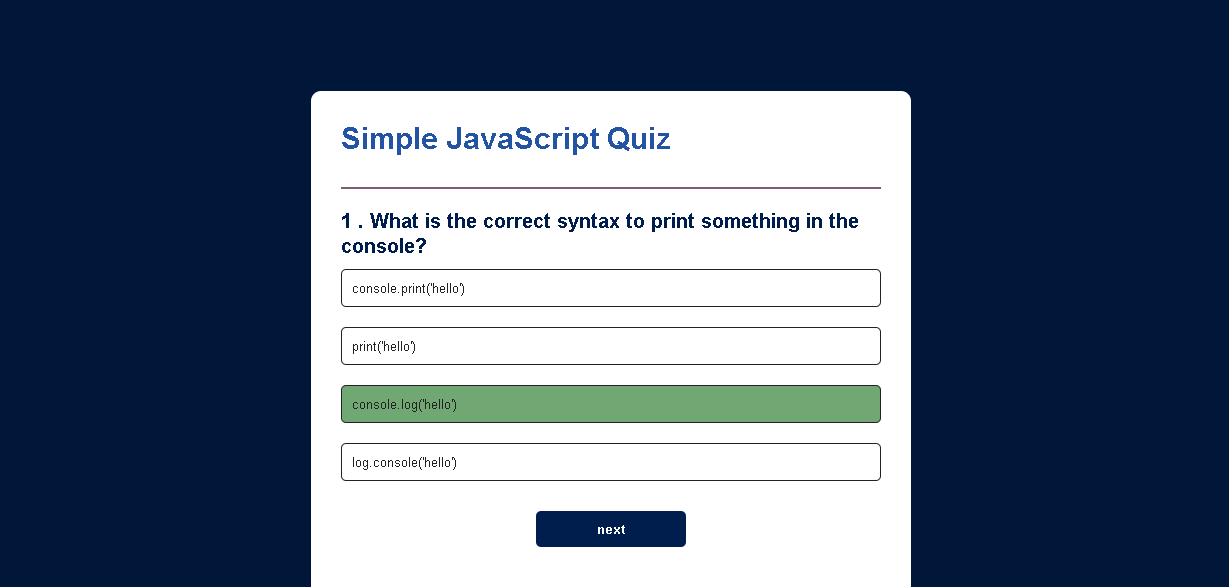 Simple JavaScript Quiz
1 . What is the correct syntax to print something in the
console?
console.print('hello')
print('hello')
console.log('hello')
log.console('hello')
next